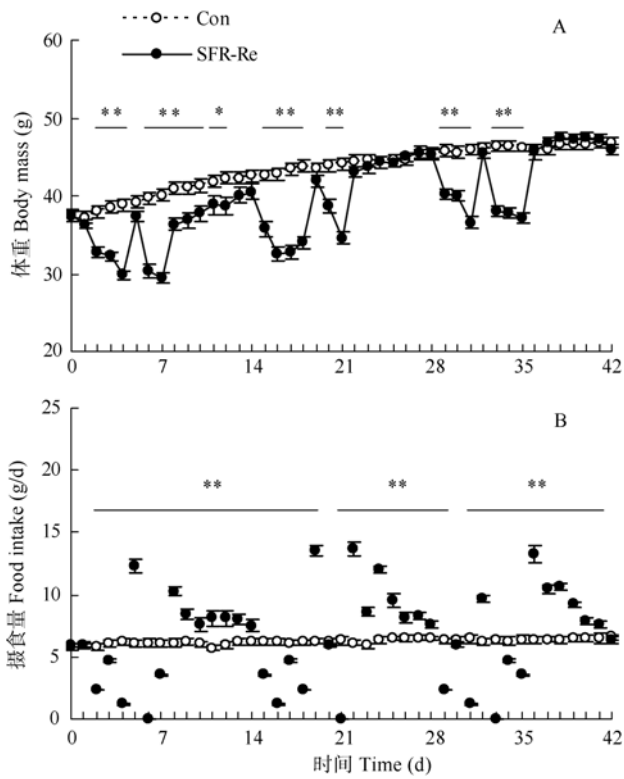 Con
SFR-Re
A
60
50
40
30
20
** ** * ** ** ** **
体重 Body mass (g)
0 7 14 21 28 35 42
B
25
20
15
10
5
0
** ** **
摄食量 Food intake (g/d)
0 7 14 21 28 35 42
时间 Time (d)